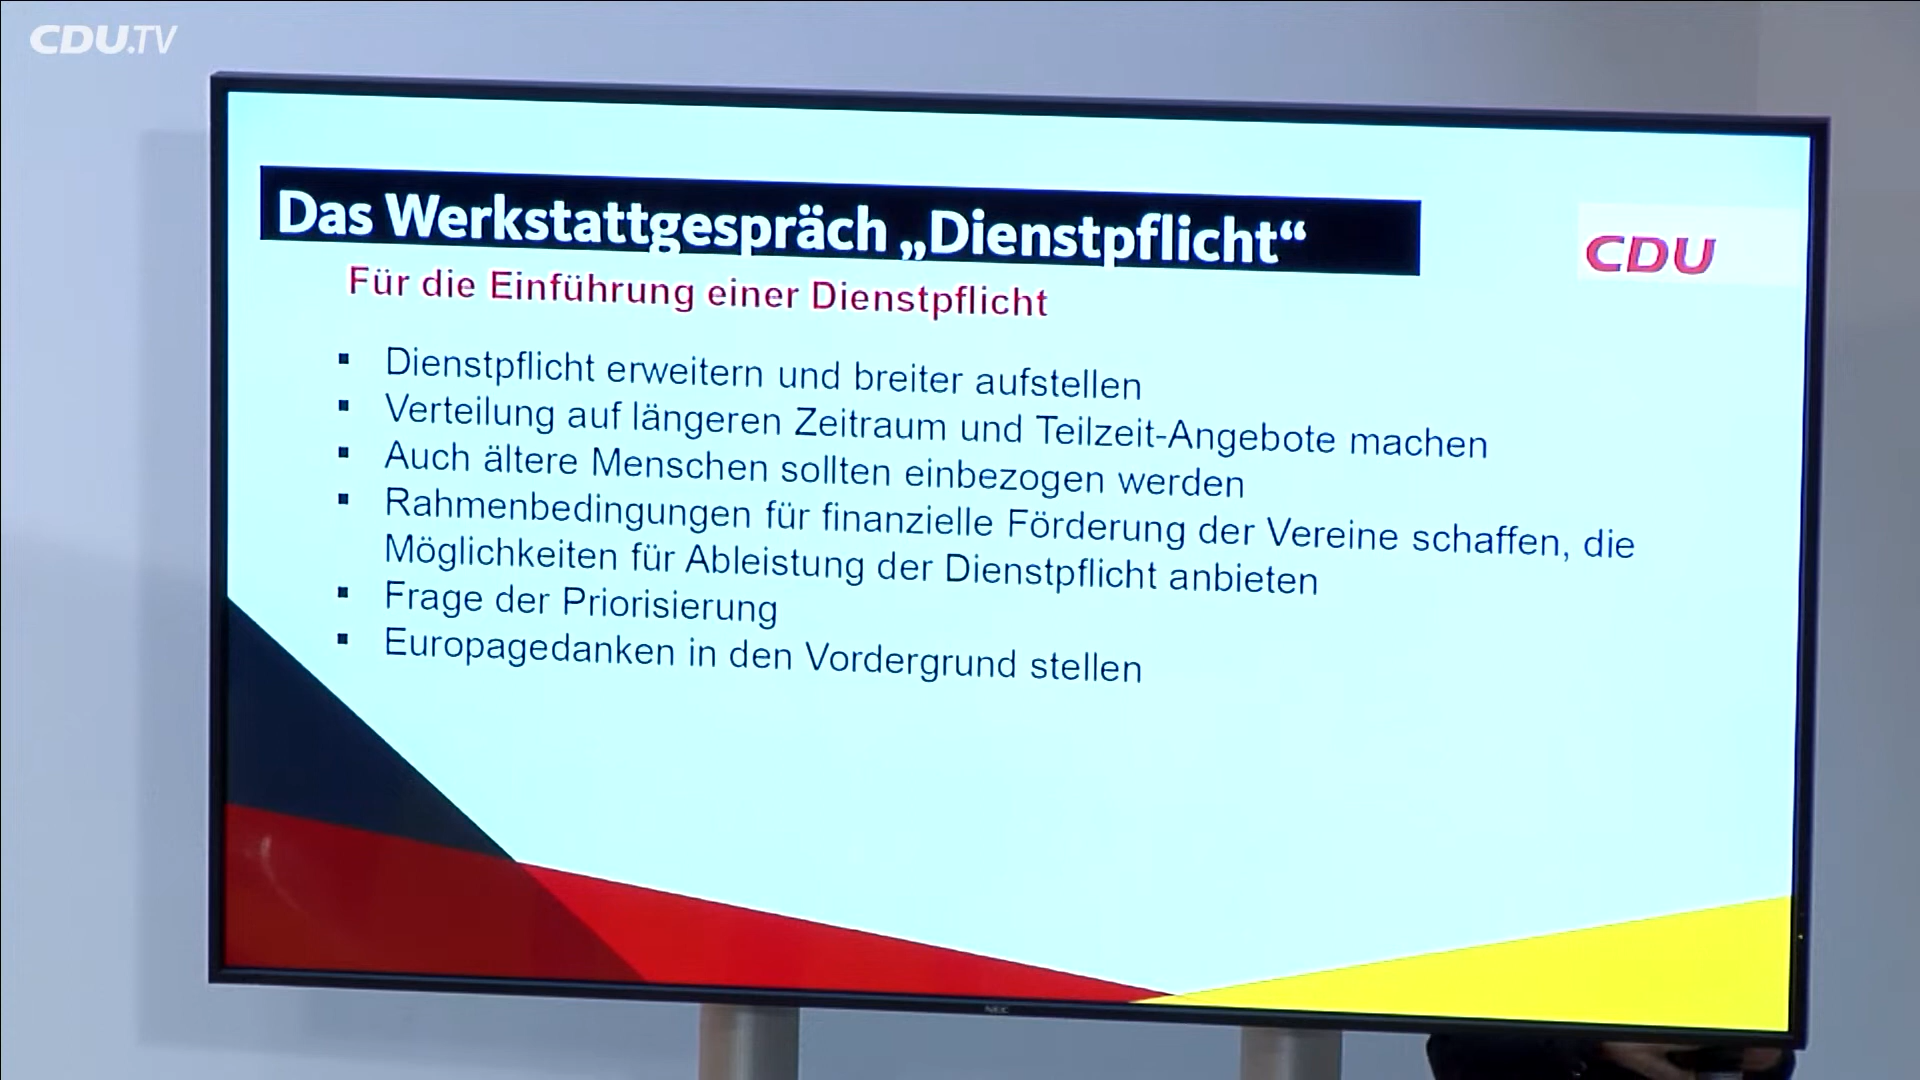 CDU.TV
Das Werkstattgespräch „Dienstpflicht“
CDU
Für die Einführung einer Dienstpflicht
▪ Dienstpflicht erweitern und breiter aufstellen
▪ Verteilung auf längeren Zeitraum und Teilzeit-Angebote machen
▪ Auch ältere Menschen sollten einbezogen werden
▪ Rahmenbedingungen für finanzielle Förderung der Vereine schaffen, die
Möglichkeiten für Ableistung der Dienstpflicht anbieten
▪ Frage der Priorisierung
▪ Europagedanken in den Vordergrund stellen
NEC